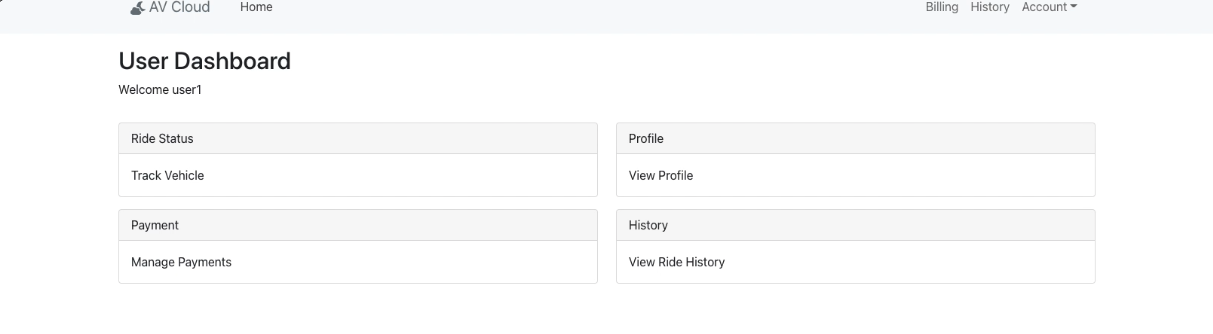 AV Cloud Home Billing History Account
User Dashboard
Welcome user1
Ride Status
Track Vehicle
Profile
View Profile
Payment
Manage Payments
History
View Ride History